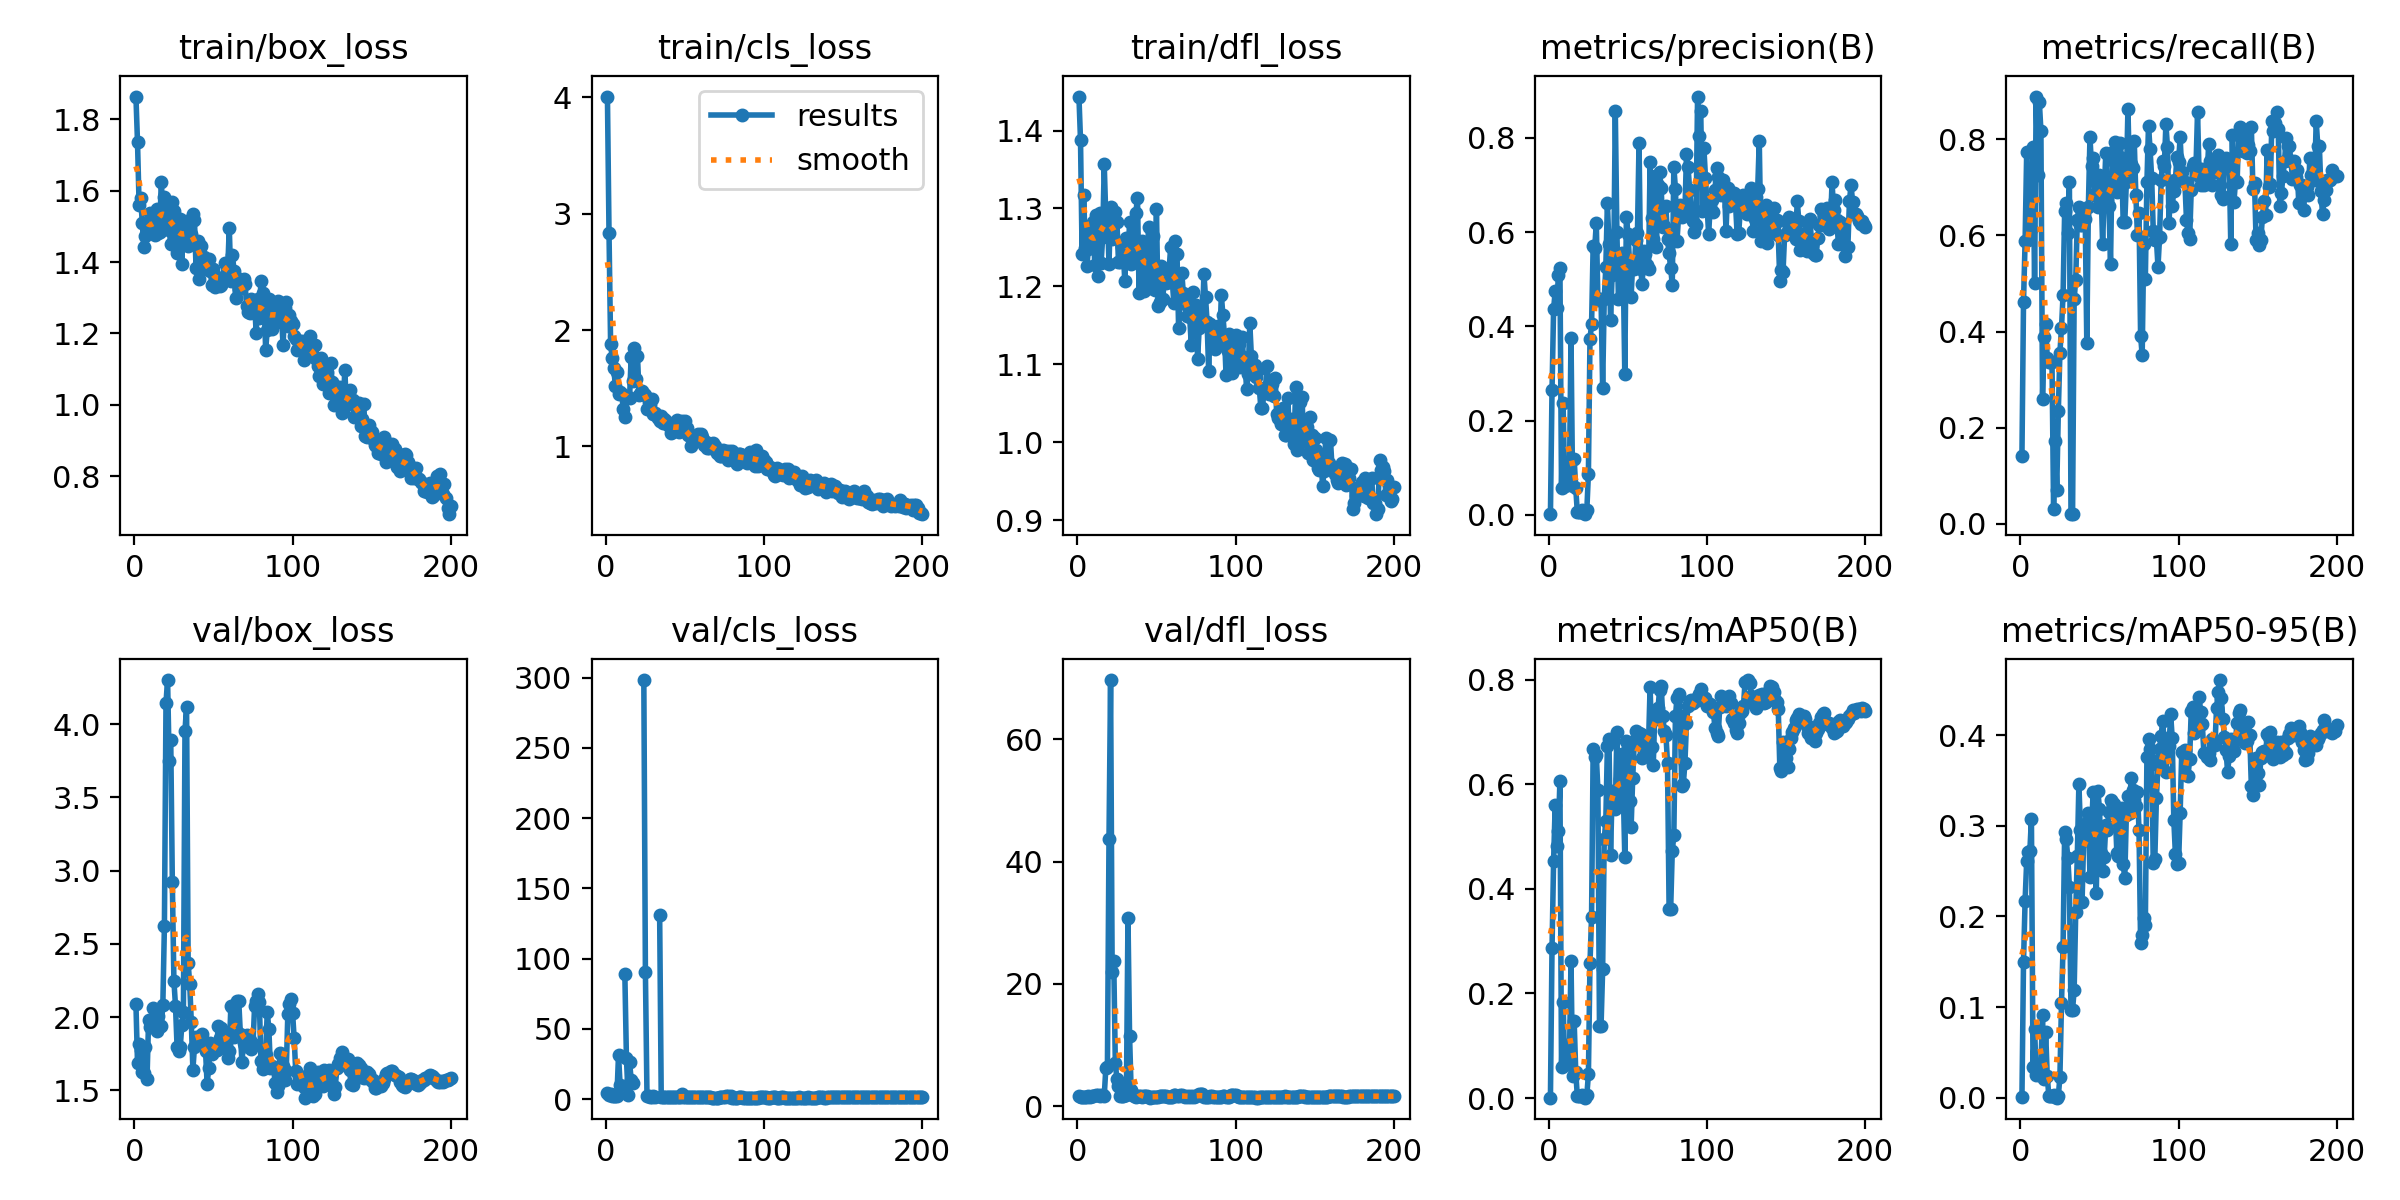 train/box_loss
1.8
1.6
1.4
1.2
1.0
0.8
0 100 200
train/cls_loss
results
smooth
4
3
2
1
0 100 200
train/dfl_loss
1.4
1.3
1.2
1.1
1.0
0.9
0 100 200
metrics/precision(B)
0.8
0.6
0.4
0.2
0.0
0 100 200
metrics/recall(B)
0.8
0.6
0.4
0.2
0.0
0 100 200
val/box_loss
4.0
3.5
3.0
2.5
2.0
1.5
0 100 200
val/cls_loss
300
250
200
150
100
50
0
0 100 200
val/dfl_loss
60
40
20
0
0 100 200
metrics/mAP50(B)
0.8
0.6
0.4
0.2
0.0
0 100 200
metrics/mAP50-95(B)
0.4
0.3
0.2
0.1
0.0
0 100 200